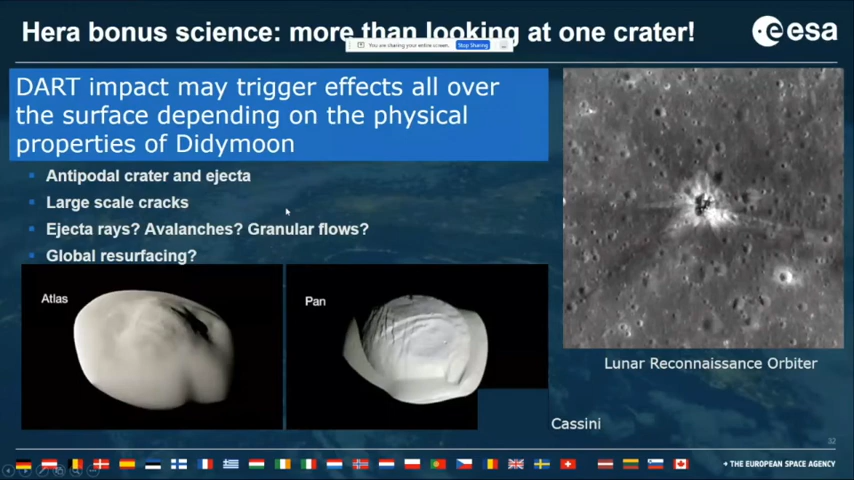 Hera bonus science: more than looking at one crater!
esa
You are sharing your entire screen.
Stop Sharing
DART impact may trigger effects all over
the surface depending on the physical
properties of Didymoon
Antipodal crater and ejecta
Large scale cracks
Ejecta rays? Avalanches? Granular flows?
Global resurfacing?
Atlas
Pan
Lunar Reconnaissance Orbiter
Cassini
32
→ THE EUROPEAN SPACE AGENCY